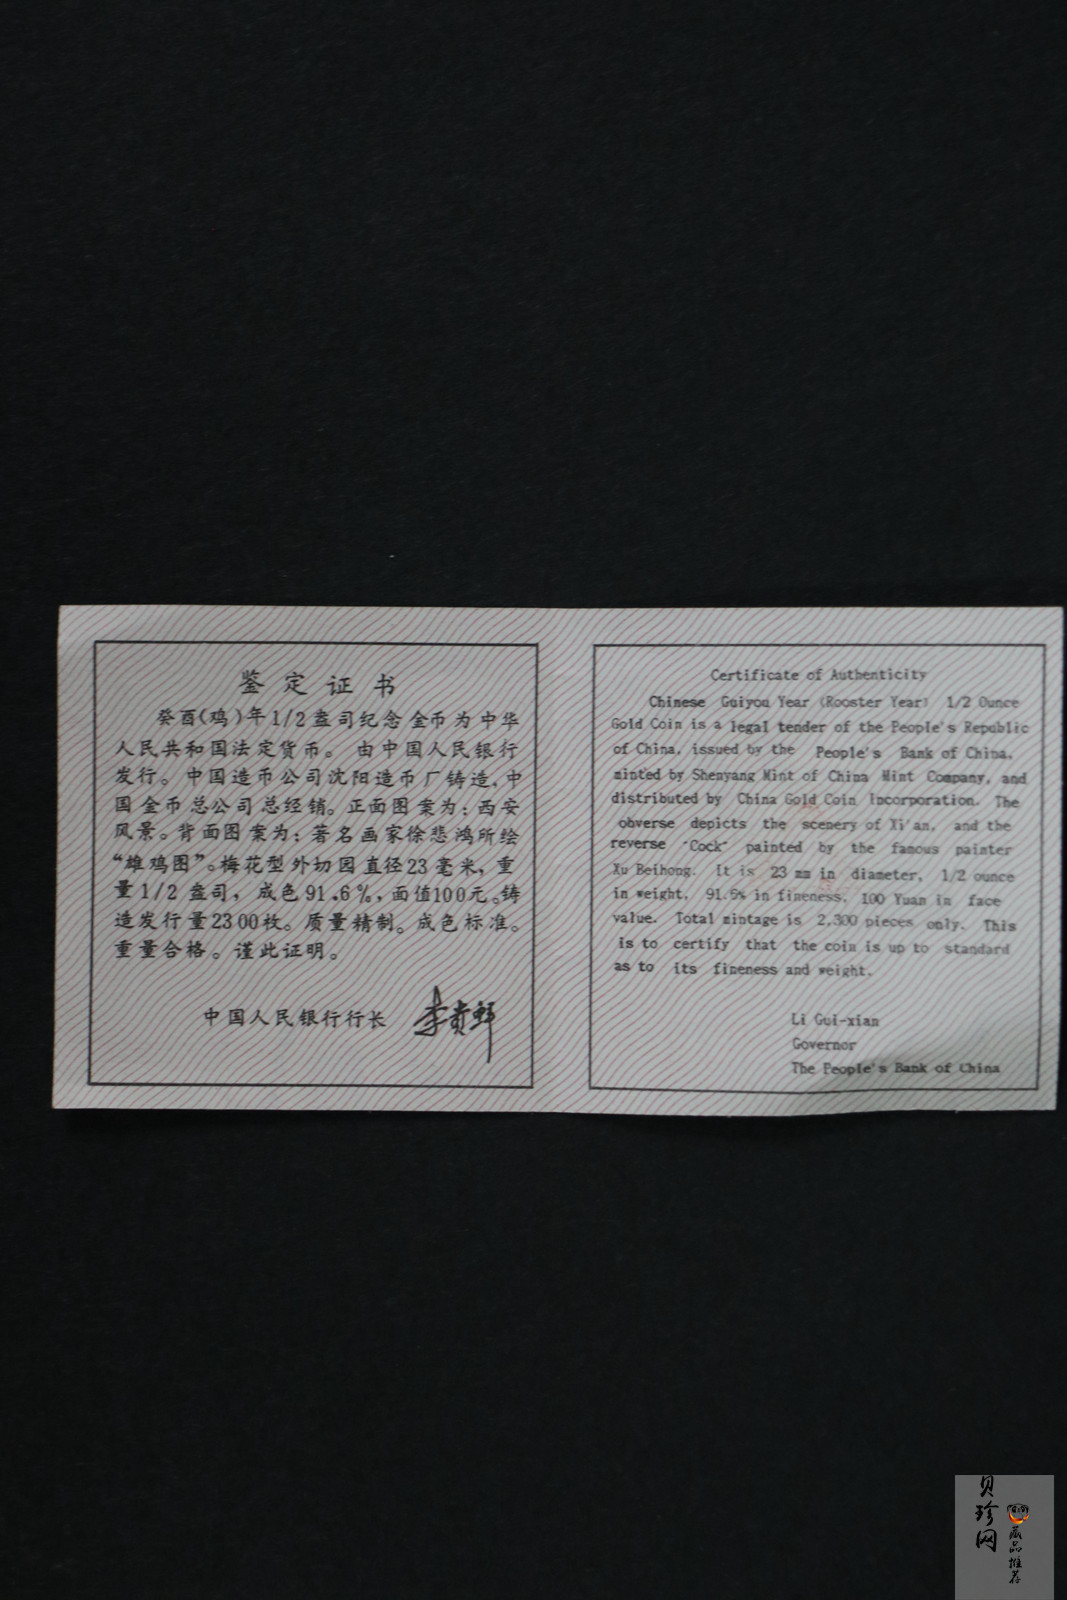 鉴定证书
癸酉(鸡)年1/2盎司纪念金币为中华
人民共和国法定货币。由中国人民银行
发行。中国造币公司沈阳造币厂铸造,中
国金币总公司总经销。正面图案为:西安
风景。背面图案为:著名画家徐悲鸿所绘
“雄鸡图”。梅花型外切园直径23毫米,重
量1/2盎司,成色91.6%,面值100元。铸
造发行量2300枚。质量精制。成色标准。
重量合格。谨此证明。
中国人民银行行长 李贵鲜
Certificate of Authenticity
Chinese Guiyou Year (Rooster Year) 1/2 Ounce
Gold Coin is a legal tender of the People's Republic
of China, issued by the People's Bank of China,
minted by Shenyang Mint of China Mint Company, and
distributed by China Gold Coin Incorporation. The
obverse depicts the scenery of Xi'an, and the
reverse "Cock" painted by the famous painter
Xu Beihong. It is 23 mm in diameter, 1/2 ounce
in weight, 91.6% in fineness, 100 Yuan in face
value. Total mintage is 2,300 pieces only. This
is to certify that the coin is up to standard
as to its fineness and weight.
Li Gui-xian
Governor
The People's Bank of China
贝珍网
藏品推荐